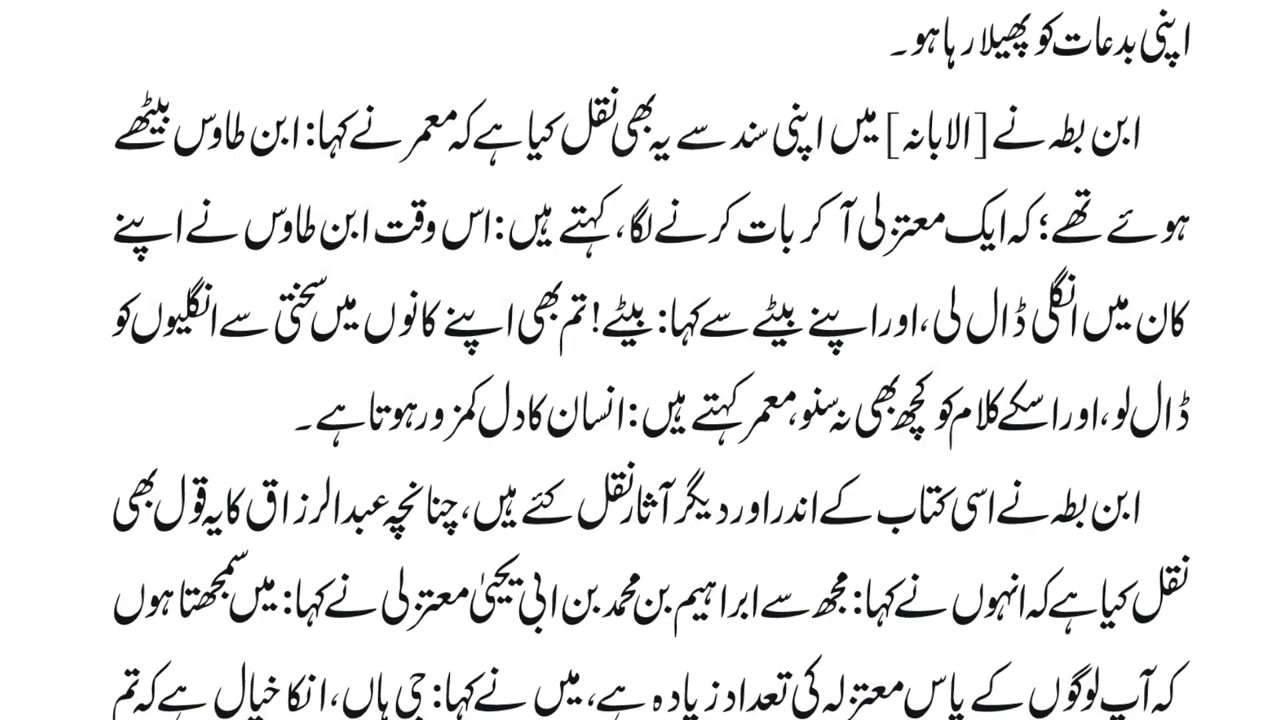 اپنی بدعات کو پھیلا رہا ہو۔
ابن بطہ نے [الابانہ] میں اپنی سند سے یہ بھی نقل کیا ہے کہ معمر نے کہا: ابن طاوس بیٹھے
ہوئے تھے؛ کہ ایک معتزلی آ کر بات کرنے لگا، کہتے ہیں: اس وقت ابن طاوس نے اپنے
کان میں انگلی ڈال لی، اور اپنے بیٹے سے کہا: بیٹے! تم بھی اپنے کانوں میں سختی سے انگلیوں کو
ڈال لو، اور اسکے کلام کو کچھ بھی نہ سنو، معمر کہتے ہیں: انسان کا دل کمزور ہوتا ہے۔
ابن بطہ نے اسی کتاب کے اندر اور دیگر آثار نقل کئے ہیں، چنانچہ عبدالرزاق کا یہ قول بھی
نقل کیا ہے کہ انہوں نے کہا: مجھ سے ابراہیم بن محمد بن ابی یحییٰ معتزلی نے کہا: میں سمجھتا ہوں
کہ آپ لوگوں کے پاس معتزلہ کی تعداد زیادہ ہے، میں نے کہا: جی ہاں، انکا خیال ہے کہ تم